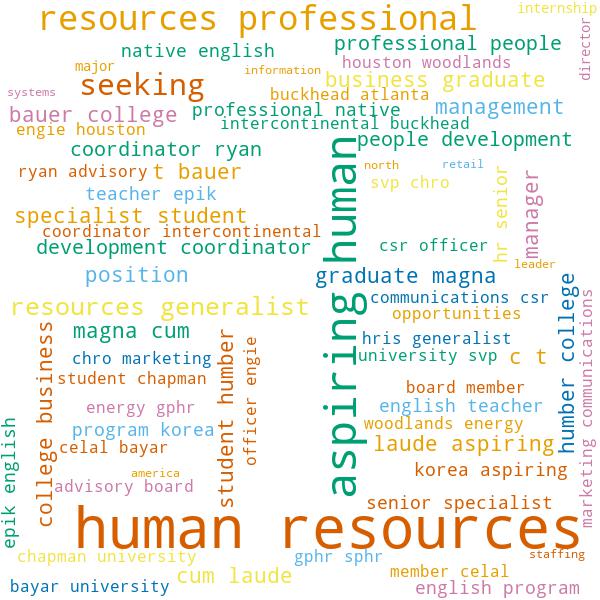 resources professional
internship
director
native english
professional people
major
houston woodlands
systems
seeking
information
business graduate
buckhead atlanta
bauer college
professional native
management
engie houston
intercontinental buckhead
coordinator ryan
people development
ryan advisory
t bauer
north
retail
teacher epik
svp chro
hr senior
manager
specialist student
coordinator intercontinental
development coordinator
csr officer
aspiring human
leader
position
graduate magna
resources generalist
communications csr
opportunities
humber college
magna cum
hris generalist
chro marketing
university svp
c t
student chapman
board member
college business
student humber
officer engie
energy gphr
english teacher
marketing communications
program korea
woodlands energy
celal bayar
laude aspiring
epik english
america
korea aspiring
advisory board
senior specialist
human resources
chapman university
gphr sphr
staffing
cum laude
member celal
bayar university
english program